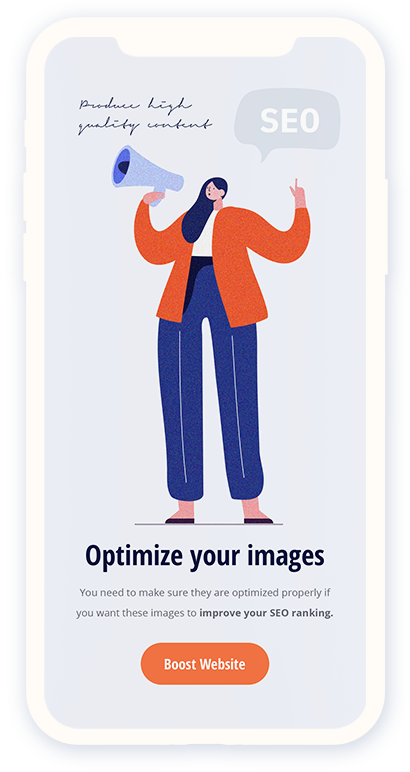 Produce high
quality content
SEO
Optimize your images
You need to make sure they are optimized properly if
you want these images to improve your SEO ranking.
Boost Website